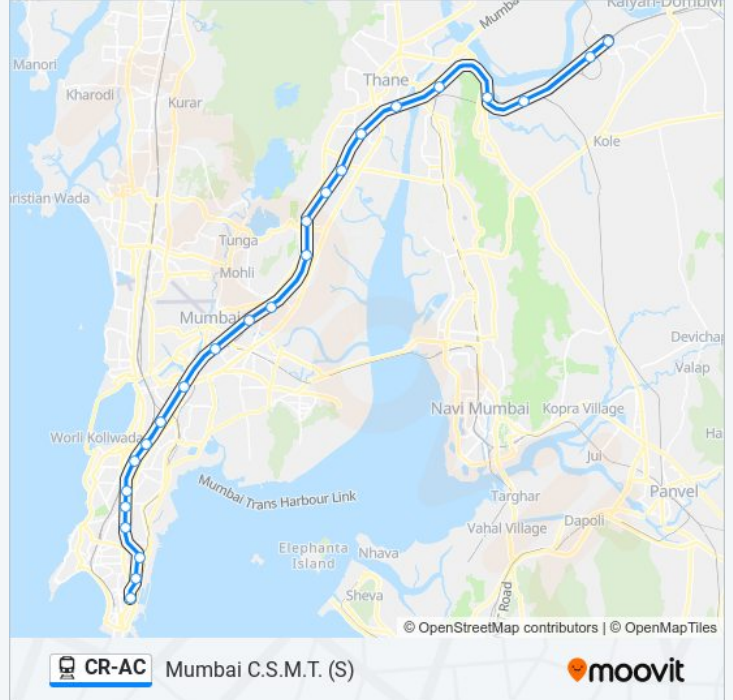 Mumba
Kalyan-Dombivl
Manori
Thane
Kharodi
Kurar
Kole
ristian Wada
Tunga
Mohli
Mumbai
Devichap
Valap
Navi Mumbai
Kopra Village
Worli Koliwada
Ha
Jui
Mumbai Trans Harbour Link
Targhar
Panvel
Vahal Village
Dapoli
Elephanta
Island
Nhava
Sheva
Road
© OpenStreetMap contributors | © OpenMapTiles
CR-AC
Mumbai C.S.M.T. (S)
moovit